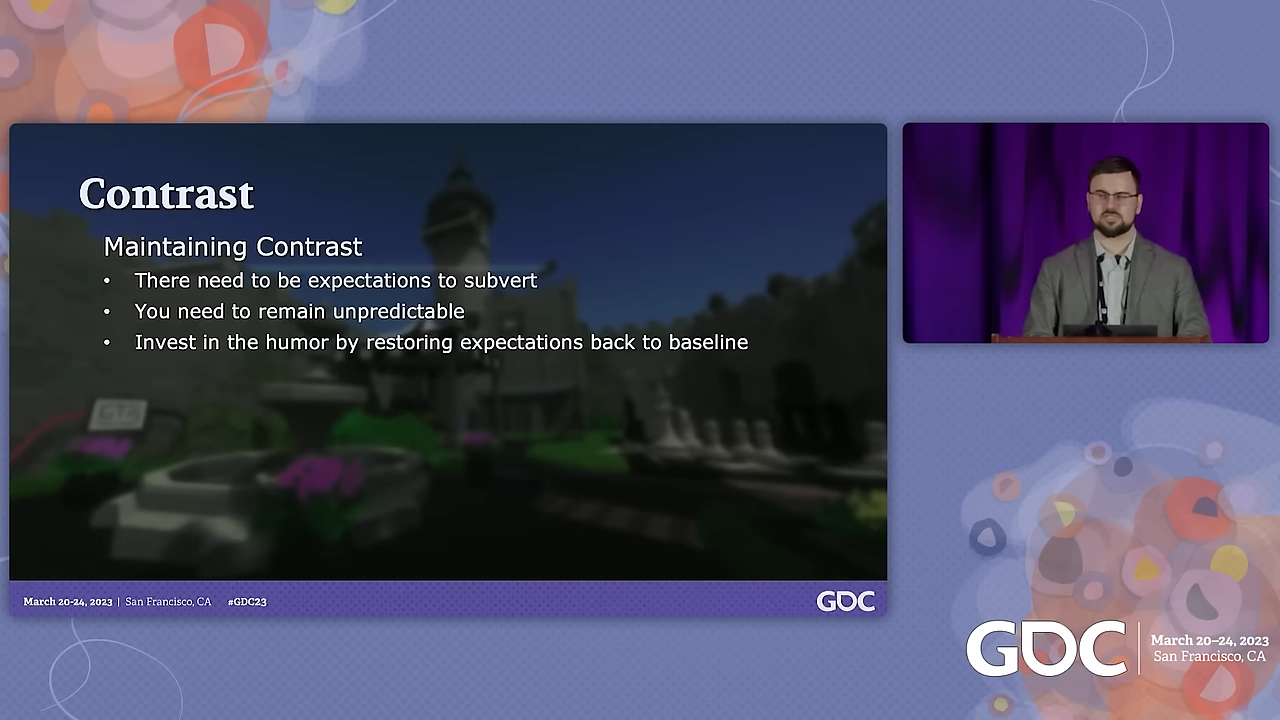 Contrast
Maintaining Contrast
• There need to be expectations to subvert
• You need to remain unpredictable
• Invest in the humor by restoring expectations back to baseline
March 20-24, 2023 | San Francisco, CA #GDC23
GDC
GDC
March 20–24, 2023
San Francisco, CA